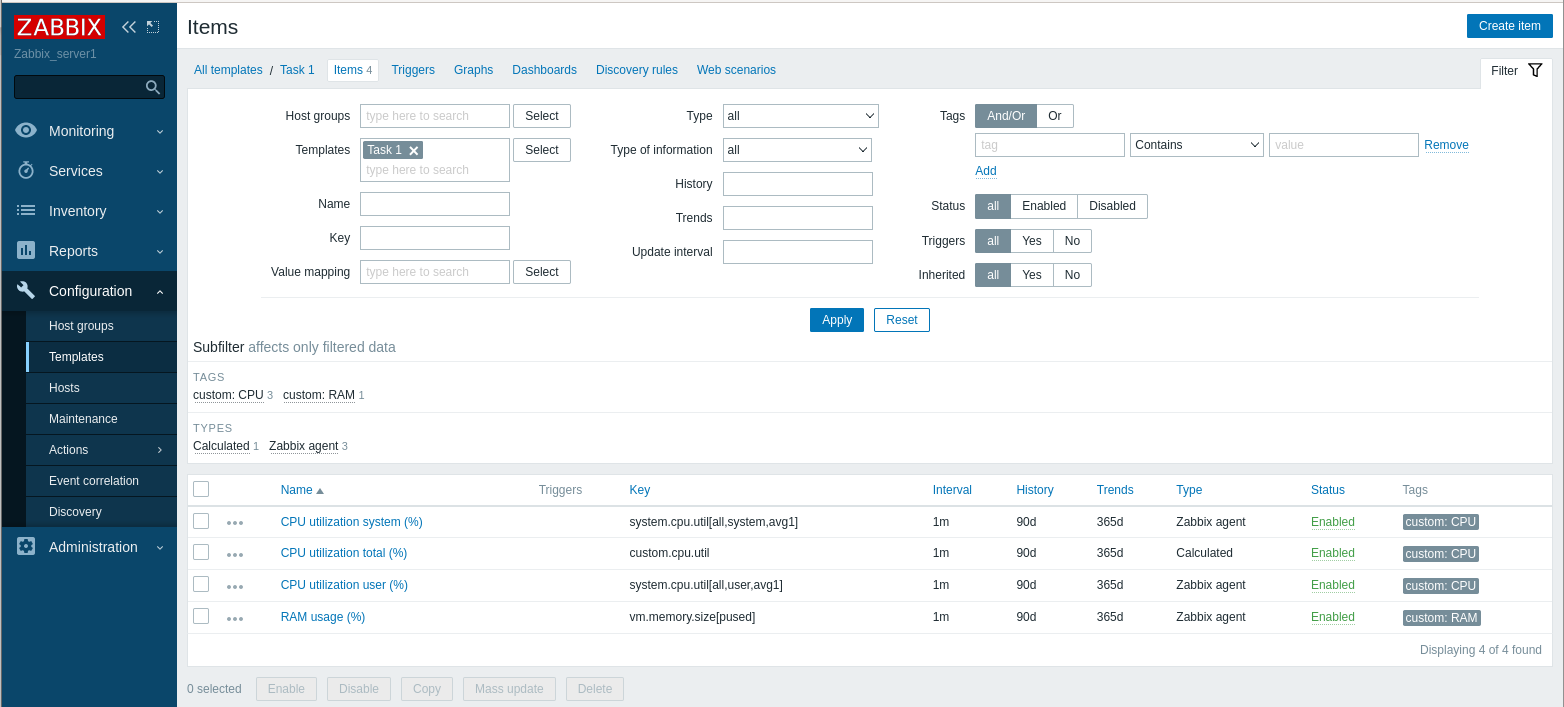 ZABBIX
Zabbix_server1
Monitoring
Services
Inventory
Reports
Configuration
Host groups
Templates
Hosts
Maintenance
Actions
Event correlation
Discovery
Administration
Items
Create item
All templates / Task 1 Items 4 Triggers Graphs Dashboards Discovery rules Web scenarios
Filter
Host groups type to search Select
Templates Task 1 Select
type to search
Name
Key
Value mapping type here to search Select
Type all
Type of information all
History
Trends
Update interval
Tags And/Or Or
tag Contains value Remove
Add
Status all Enabled Disabled
Triggers all Yes No
Inherited all Yes No
Apply Reset
Subfilter affects only filtered data
TAGS
custom: CPU 3 custom: RAM 1
TYPES
Calculated 1 Zabbix agent 3
Name Triggers Key Interval History Trends Type Status Tags
CPU utilization system (%) system.cpu.util[all,system,avg1] 1m 90d 365d Zabbix agent Enabled custom: CPU
CPU utilization total (%) custom.cpu.util 1m 90d 365d Calculated Enabled custom: CPU
CPU utilization user (%) system.cpu.util[all,user,avg1] 1m 90d 365d Zabbix agent Enabled custom: CPU
RAM usage (%) vm.memory.size[pused] 1m 90d 365d Zabbix agent Enabled custom: RAM
Displaying 4 of 4 found
0 selected Enable Disable Copy Mass update Delete